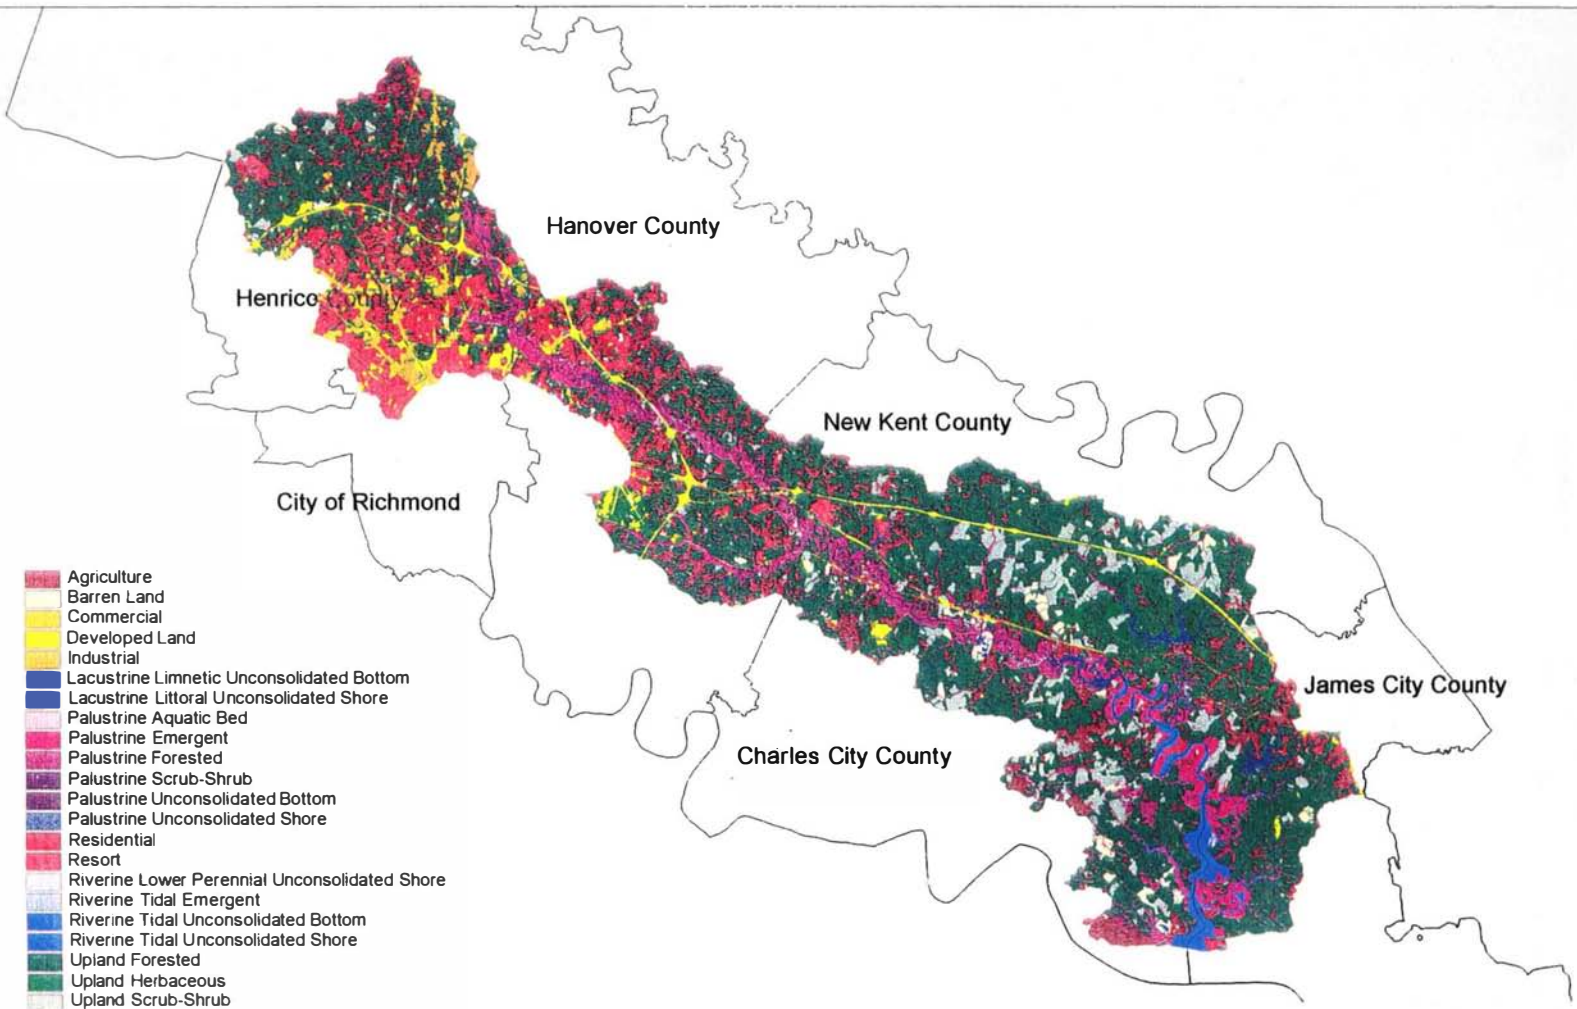 Hanover County
Henrico County
New Kent County
City of Richmond
James City County
Charles City County
Agriculture
Barren Land
Commercial
Developed Land
Industrial
Lacustrine Limnetic Unconsolidated Bottom
Lacustrine Littoral Unconsolidated Shore
Palustrine Aquatic Bed
Palustrine Emergent
Palustrine Forested
Palustrine Scrub-Shrub
Palustrine Unconsolidated Bottom
Palustrine Unconsolidated Shore
Residential
Resort
Riverine Lower Perennial Unconsolidated Shore
Riverine Tidal Emergent
Riverine Tidal Unconsolidated Bottom
Riverine Tidal Unconsolidated Shore
Upland Forested
Upland Herbaceous
Upland Scrub-Shrub